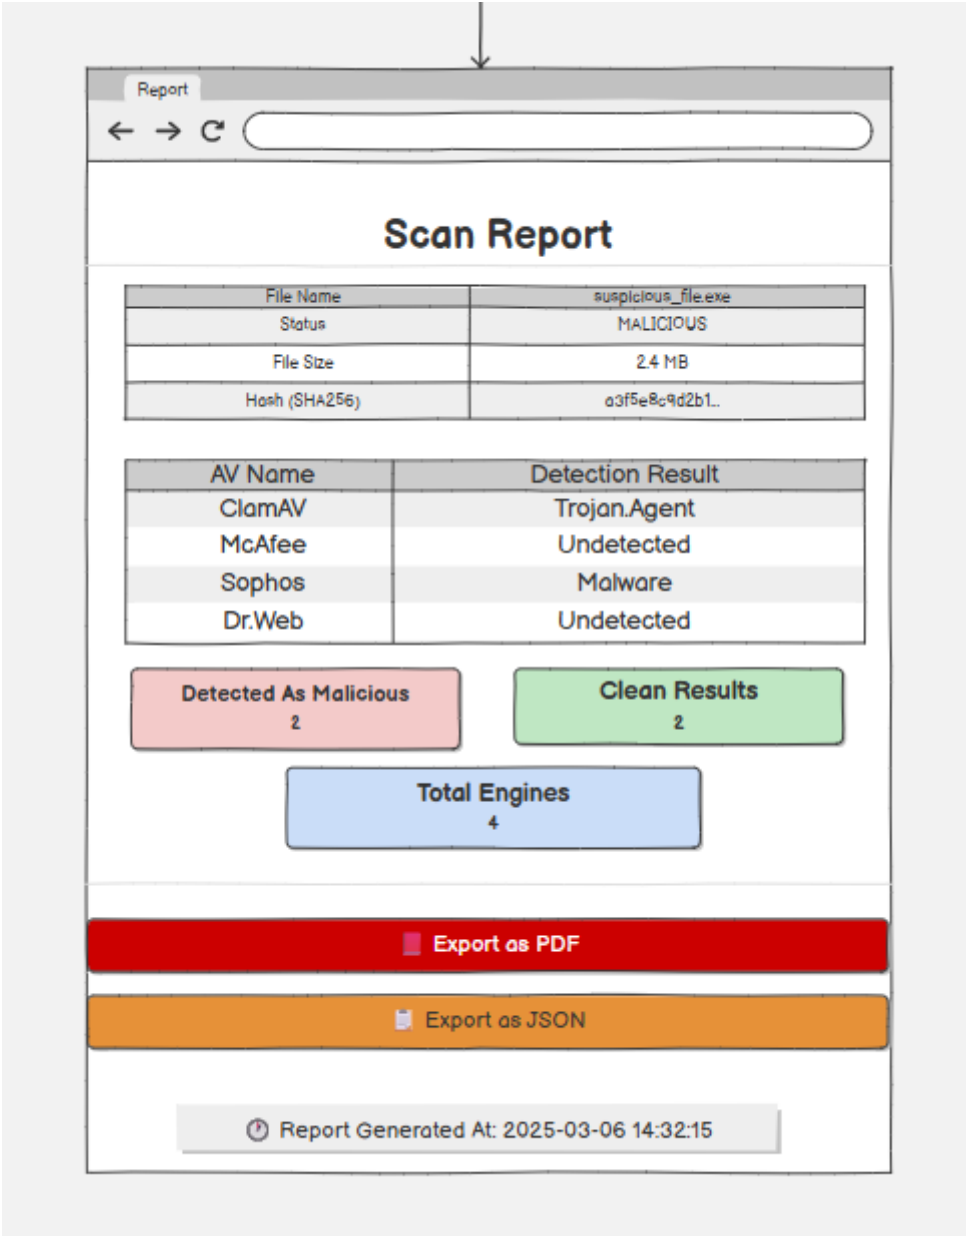 Report
Scan Report
File Name suspicious_file.exe
Status MALICIOUS
File Size 2.4 MB
Hash (SHA256) a3f5e8c9d2b1...
AV Name Detection Result
ClamAV Trojan.Agent
McAfee Undetected
Sophos Malware
Dr.Web Undetected
Detected As Malicious
2
Clean Results
2
Total Engines
4
Export as PDF
Export as JSON
Report Generated At: 2025-03-06 14:32:15